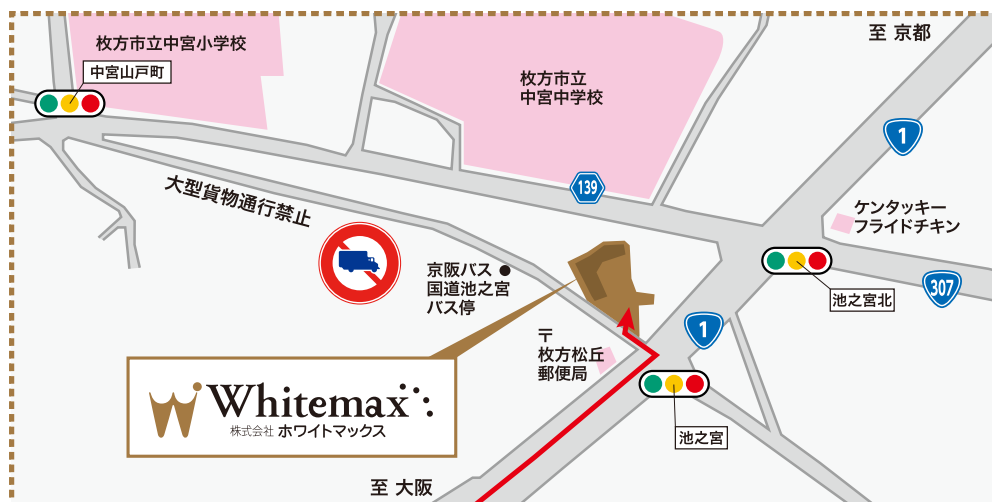 至 京都
枚方市立中宮小学校
中宮山戸町
枚方市立
中宮中学校
1
139
大型貨物通行禁止
ケンタッキー
フライドチキン
京阪バス
国道池之宮
バス停
307
池之宮北
1
〒
枚方松丘
郵便局
Whitemax
株式会社 ホワイトマックス
池之宮
至 大阪